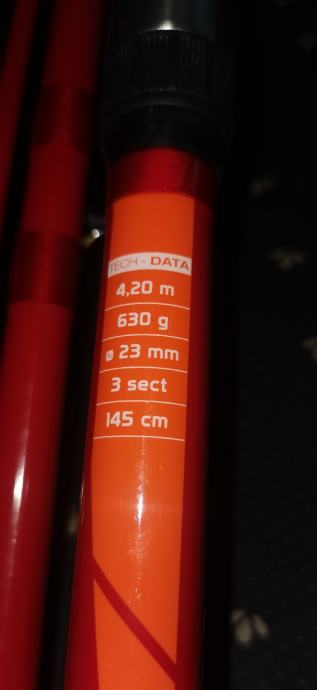 TECH - DATA
4,20 m
630 g
ø 23 mm
3 sect
145 cm